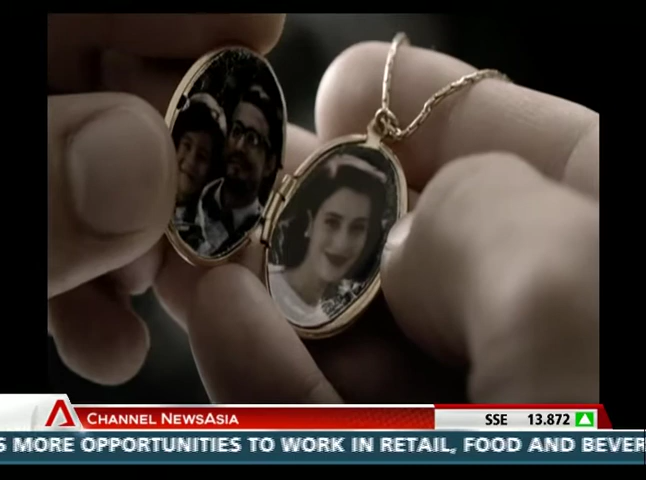 CHANNEL NEWSASIA
SSE 13.872
S MORE OPPORTUNITIES TO WORK IN RETAIL, FOOD AND BEVER